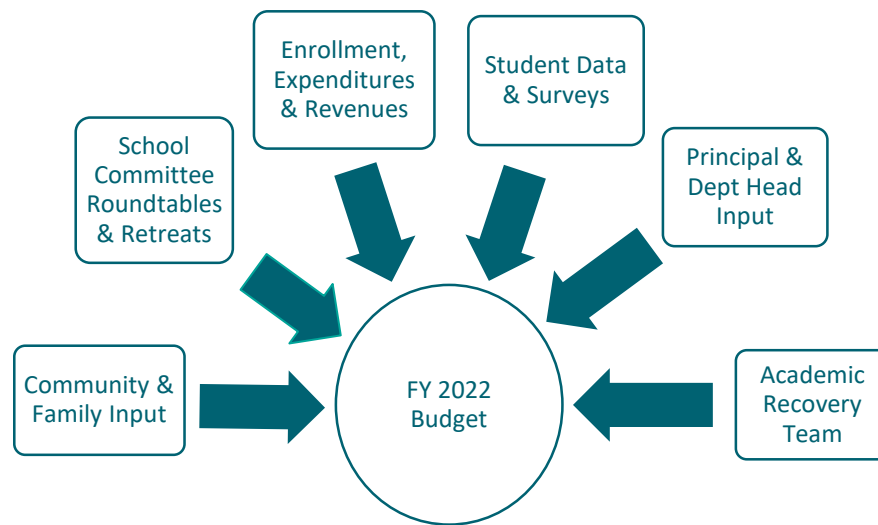 Enrollment,
Expenditures
& Revenues
Student Data
& Surveys
School
Committee
Roundtables
& Retreats
Principal &
Dept Head
Input
Community &
Family Input
FY 2022
Budget
Academic
Recovery
Team